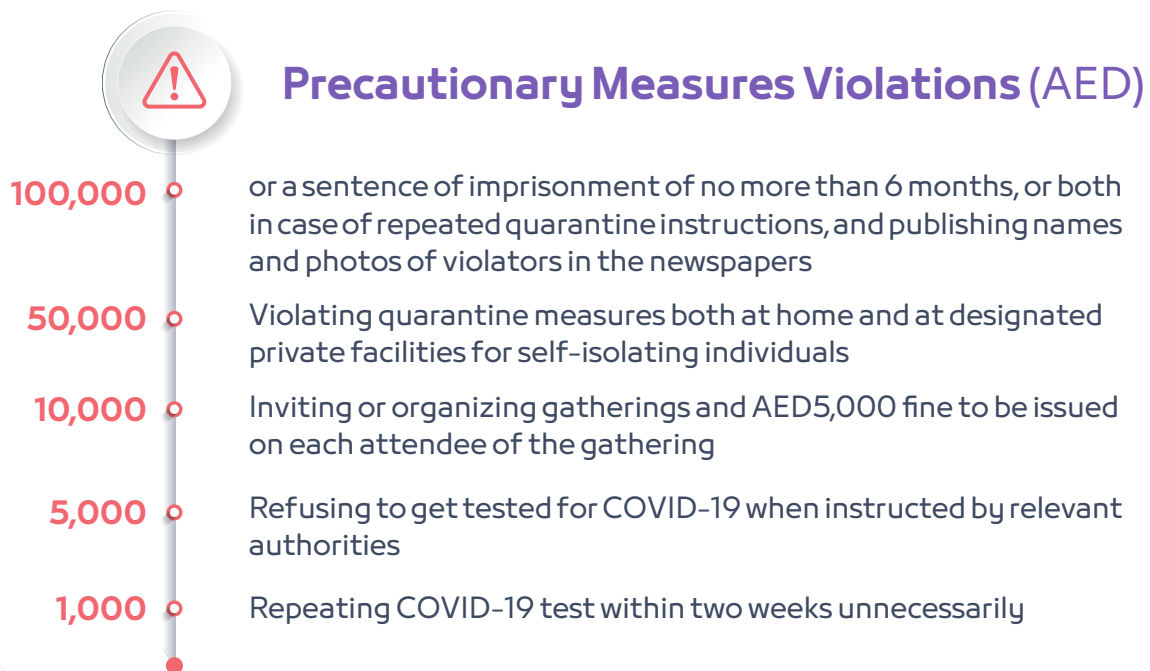 Precautionary Measures Violations (AED)
100,000
or a sentence of imprisonment of no more than 6 months, or both
in case of repeated quarantine instructions, and publishing names
and photos of violators in the newspapers
50,000
Violating quarantine measures both at home and at designated
private facilities for self-isolating individuals
10,000
Inviting or organizing gatherings and AED5,000 fine to be issued
on each attendee of the gathering
5,000
Refusing to get tested for COVID-19 when instructed by relevant
authorities
1,000
Repeating COVID-19 test within two weeks unnecessarily